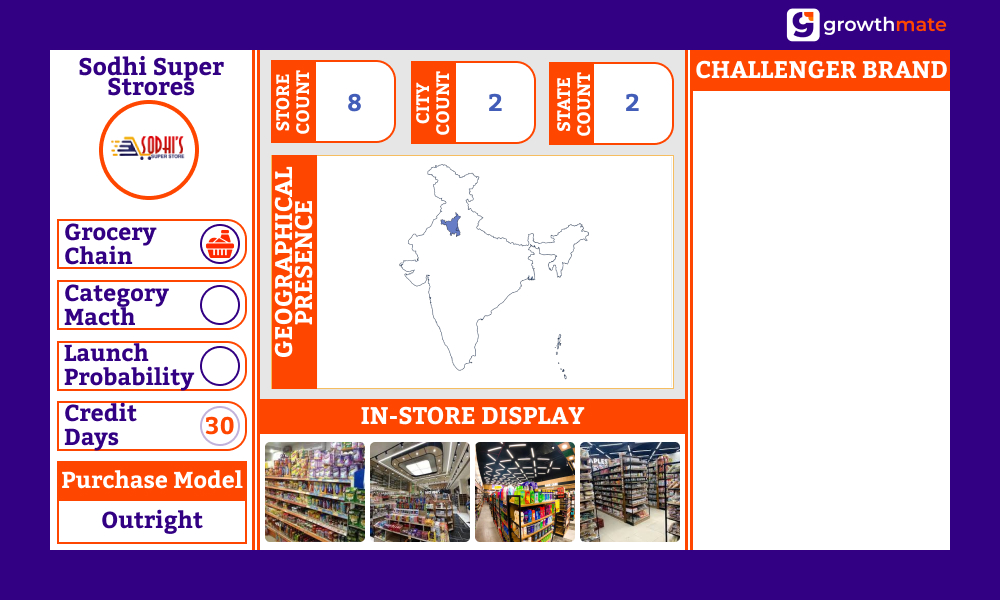 growthmate
Sodhi Super
Strores
SODHI'S
SUPER STORE
Grocery
Chain
Category
Macth
Launch
Probability
Credit
Days
30
Purchase Model
Outright
STORE
COUNT
8
CITY
COUNT
2
STATE
COUNT
2
GEOGRAPHICAL
PRESENCE
IN-STORE DISPLAY
CHALLENGER BRAND